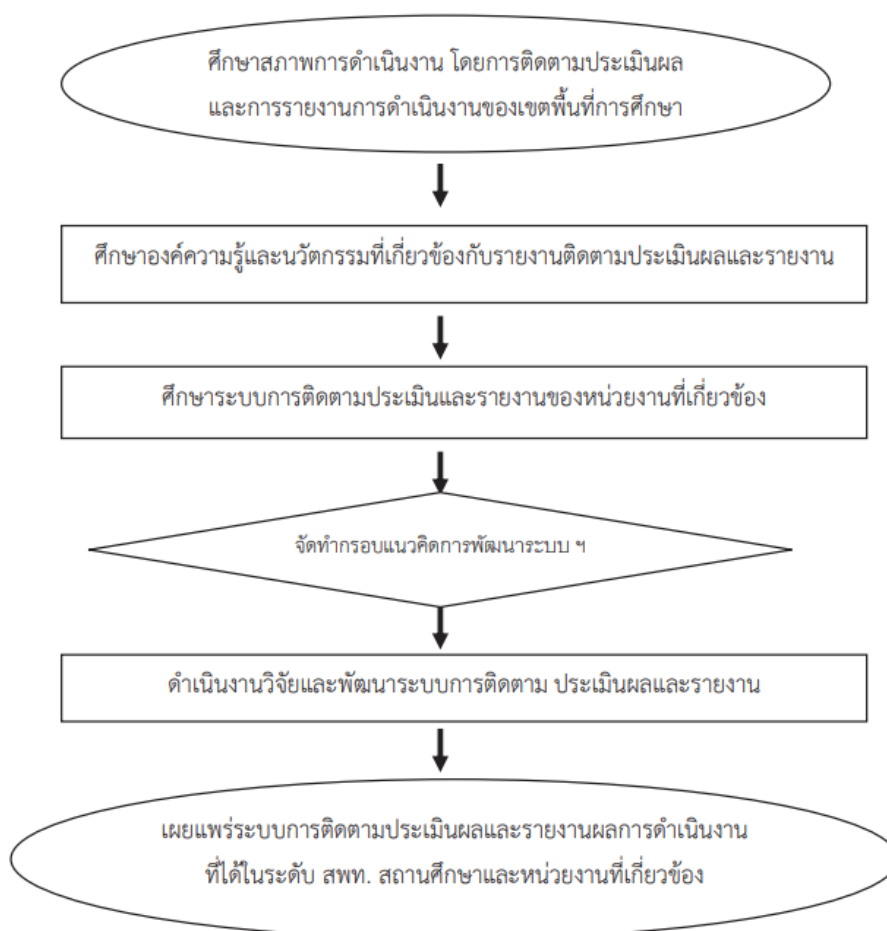 ศึกษาสภาพการดำเนินงาน โดยการติดตามประเมินผล
และการรายงานการดำเนินงานของเขตพื้นที่การศึกษา
ศึกษาองค์ความรู้และนวัตกรรมที่เกี่ยวข้องกับรายงานติดตามประเมินผลและรายงาน
ศึกษาระบบการติดตามประเมินและรายงานของหน่วยงานที่เกี่ยวข้อง
จัดทำกรอบแนวคิดการพัฒนาระบบ ฯ
ดำเนินงานวิจัยและพัฒนาระบบการติดตาม ประเมินผลและรายงาน
เผยแพร่ระบบการติดตามประเมินผลและรายงานผลการดำเนินงาน
ที่ได้ในระดับ สพท. สถานศึกษาและหน่วยงานที่เกี่ยวข้อง